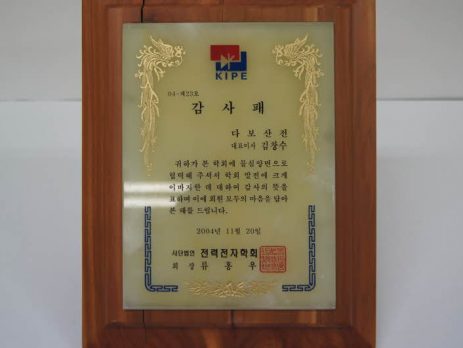 KIPE
04-제23호
감 사 패
다 보 산 전
대표이사 김창수
귀하가 본 학회에 물심양면으로
협력해 주셔서 학회 발전에 크게
이바지한 데 대하여 감사의 뜻을
표하며 이에 회원 모두의 마음을 담아
본 패를 드립니다.
2004년 11월 20일
사단법인 전력전자학회
회 장 류 홍 우